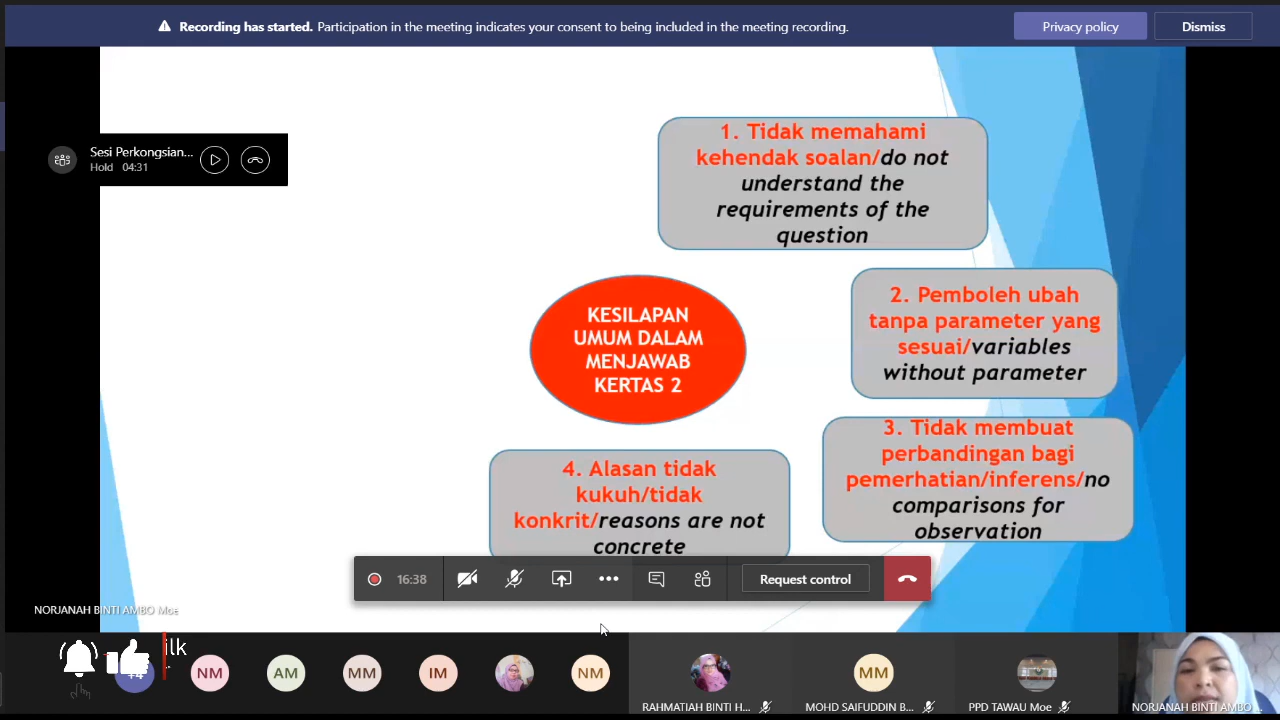 Recording has started. Participation in the meeting indicates your consent to being included in the meeting recording.
Privacy policy
Dismiss
Sesi Perkongsian...
Hold 04:31
1. Tidak memahami
kehendak soalan/do not
understand the
requirements of the
question
2. Pemboleh ubah
tanpa parameter yang
sesuai/variables
without parameter
KESILAPAN
UMUM DALAM
MENJAWAB
KERTAS 2
3. Tidak membuat
perbandingan bagi
pemerhatian/inferens/no
comparisons for
observation
4. Alasan tidak
kukuh/tidak
konkrit/reasons are not
concrete
16:38
Request control
NORJANAH BINTI AMBO Moe
ilk
+4
NM
AM
MM
IM
NM
MM
RAHMATIAH BINTI H...
MOHD SAIFUDDIN B...
PPD TAWAU Moe
NORJANAH BINTI AMBO ...